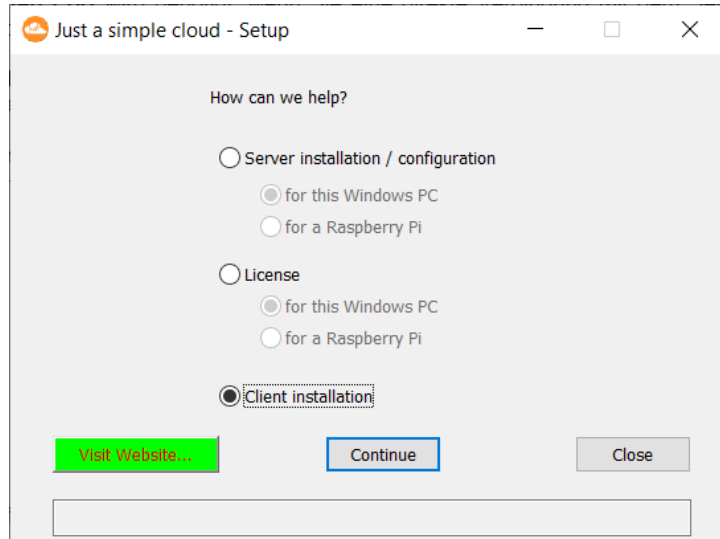 Just a simple cloud - Setup
How can we help?
Server installation / configuration
for this Windows PC
for a Raspberry Pi
License
for this Windows PC
for a Raspberry Pi
Client installation
Visit Website...
Continue
Close